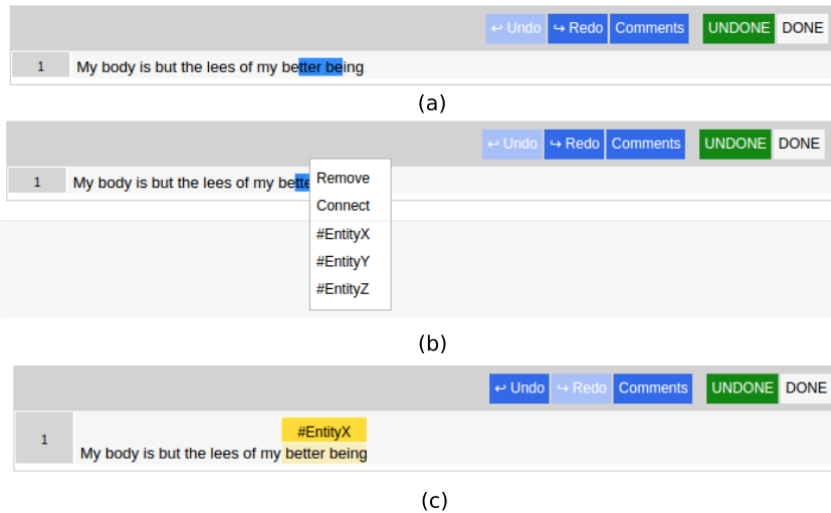 ↩ Undo ↪ Redo Comments UNDONE DONE
1 My body is but the lees of my better being
(a)
↩ Undo ↪ Redo Comments UNDONE DONE
1 My body is but the lees of my bette
Remove
Connect
#EntityX
#EntityY
#EntityZ
(b)
↩ Undo ↪ Redo Comments UNDONE DONE
#EntityX
1 My body is but the lees of my better being
(c)